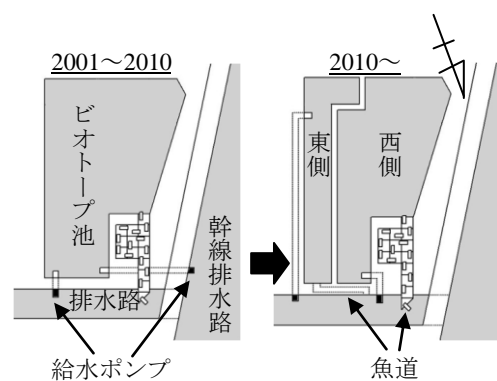 2001～2010
ビオトープ池
排水路
幹線排水路
給水ポンプ
2010～
東側
西側
魚道